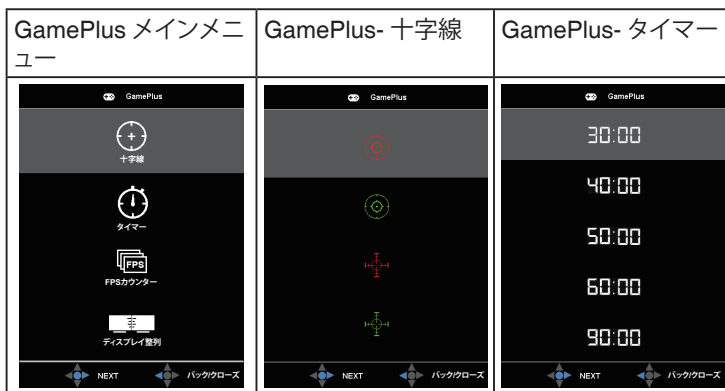 GamePlus メインメニ
ュー
GamePlus- 十字線
GamePlus- タイマー
GamePlus
十字線
タイマー
FPS
FPSカウンター
ディスプレイ整列
NEXT
バック/クローズ
GamePlus
NEXT
バック/クローズ
GamePlus
30:00
40:00
50:00
60:00
90:00
NEXT
バック/クローズ